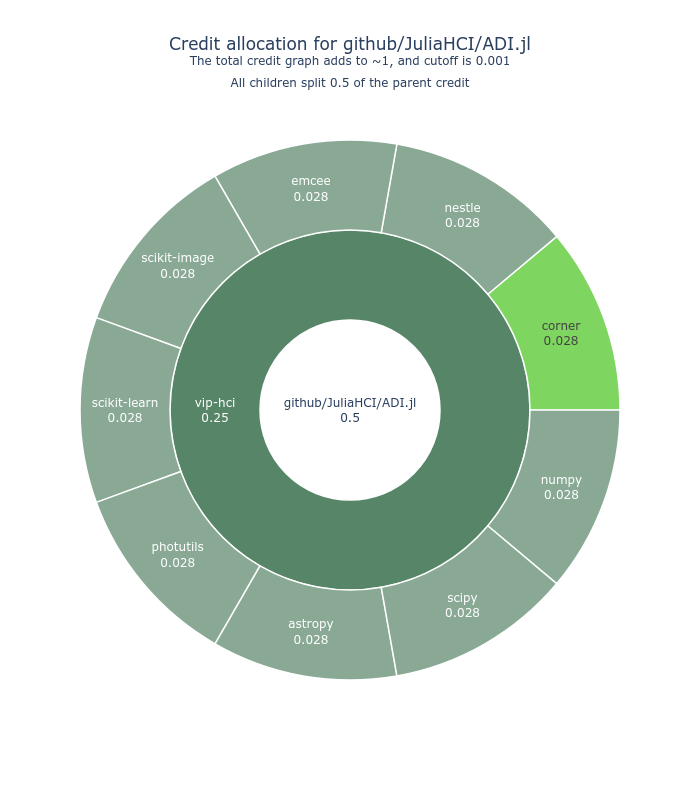 Credit allocation for github/JuliaHCI/ADI.jl
The total credit graph adds to ~1, and cutoff is 0.001
All children split 0.5 of the parent credit
emcee
0.028
nestle
0.028
scikit-image
0.028
corner
0.028
scikit-learn
0.028
vip-hci
0.25
github/JuliaHCI/ADI.jl
0.5
numpy
0.028
photutils
0.028
scipy
0.028
astropy
0.028